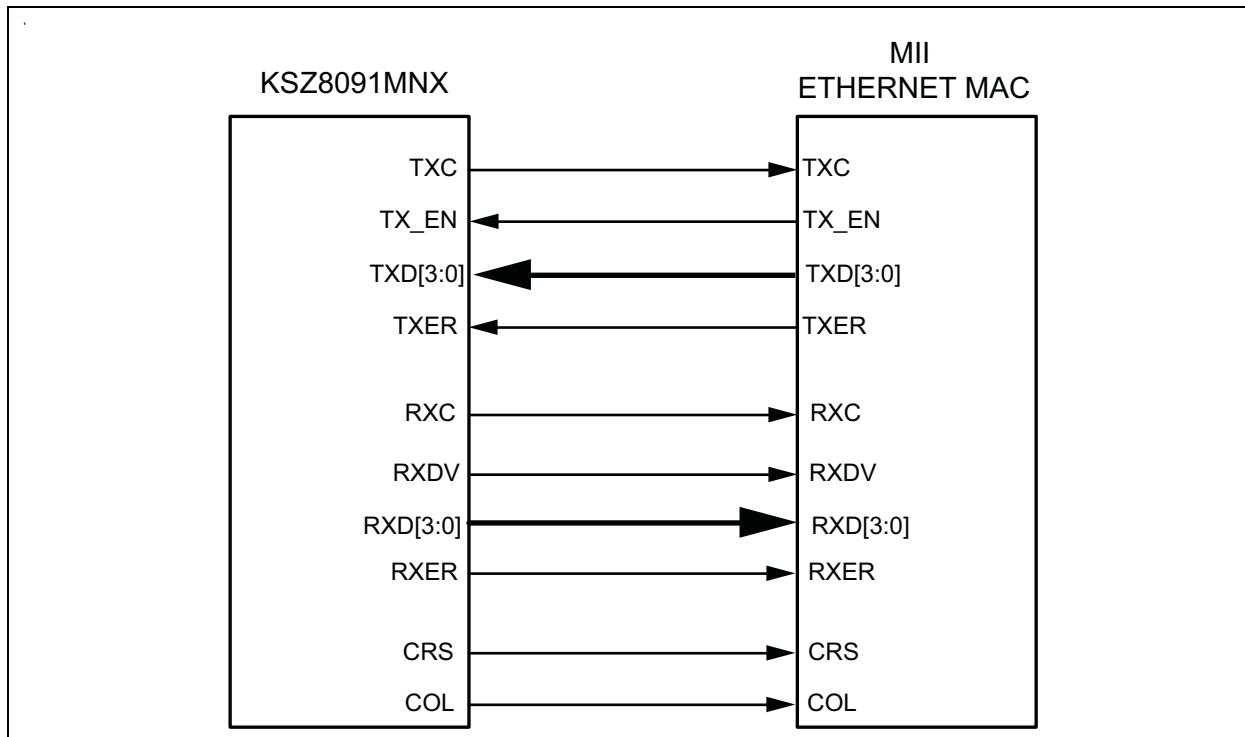 KSZ8091MNX
MII
ETHERNET MAC
TXC TXC
TX_EN TX_EN
TXD[3:0] TXD[3:0]
TXER TXER
RXC RXC
RXDV RXDV
RXD[3:0] RXD[3:0]
RXER RXER
CRS CRS
COL COL